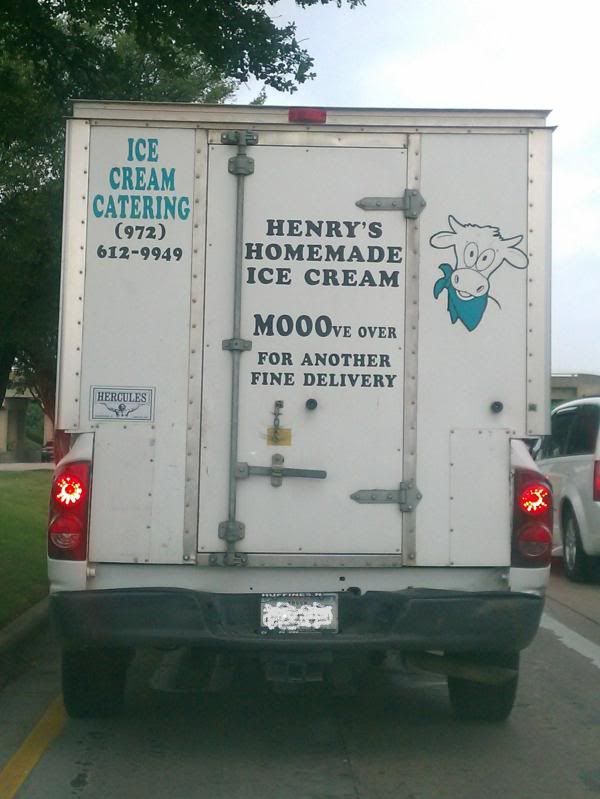 ICE
CREAM
CATERING
(972)
612-9949
HENRY'S
HOMEMADE
ICE CREAM
MOOOVE OVER
FOR ANOTHER
FINE DELIVERY
HERCULES